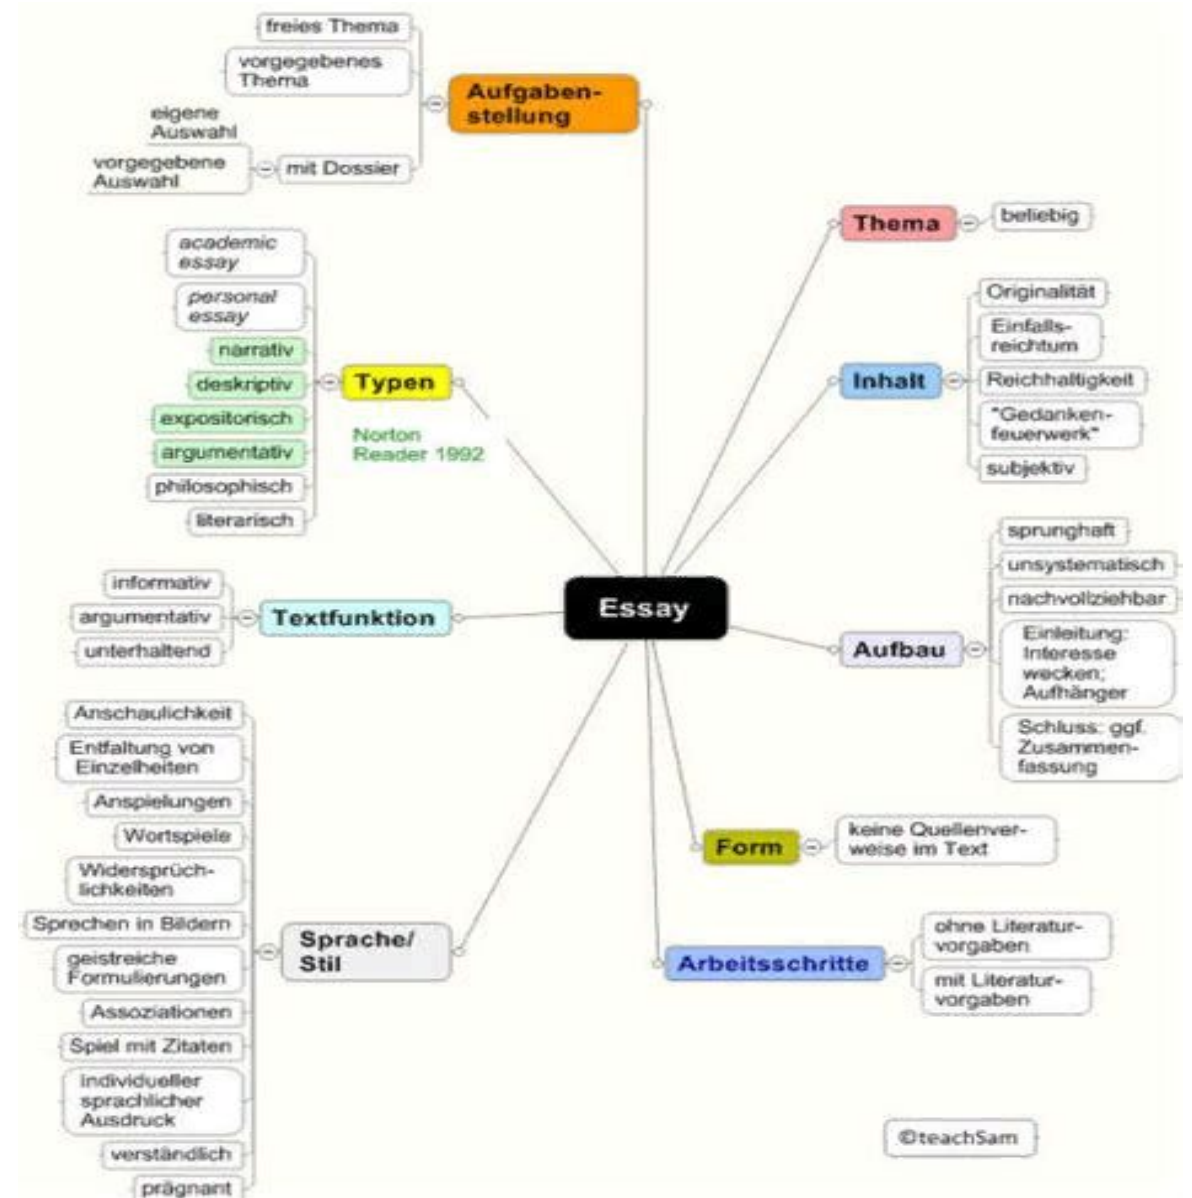 freies Thema
vorgegebenes
Thema
Aufgaben-
stellung
eigene
Auswahl
vorgegebene
Auswahl
mit Dossier
Thema
beliebig
academic
essay
personal
essay
narrativ
deskriptiv
expositorisch
argumentativ
philosophisch
literarisch
Typen
Norton
Reader 1992
Originalität
Einfalls-
reichtum
Inhalt
Reichhaltigkeit
"Gedanken-
feuerwerk"
subjektiv
informativ
argumentativ
unterhaltend
Textfunktion
Essay
sprunghaft
unsystematisch
nachvollziehbar
Aufbau
Einleitung:
Interesse
wecken;
Aufhänger
Schluss: ggf.
Zusammen-
fassung
Anschaulichkeit
Entfaltung von
Einzelheiten
Anspielungen
Wortspiele
Widersprüch-
lichkeiten
Sprechen in Bildern
geistreiche
Formulierungen
Assoziationen
Spiel mit Zitaten
individueller
sprachlicher
Ausdruck
verständlich
prägnant
Sprache/
Stil
Form
keine Quellenver-
weise im Text
Arbeitsschritte
ohne Literatur-
vorgaben
mit Literatur-
vorgaben
©teachSam